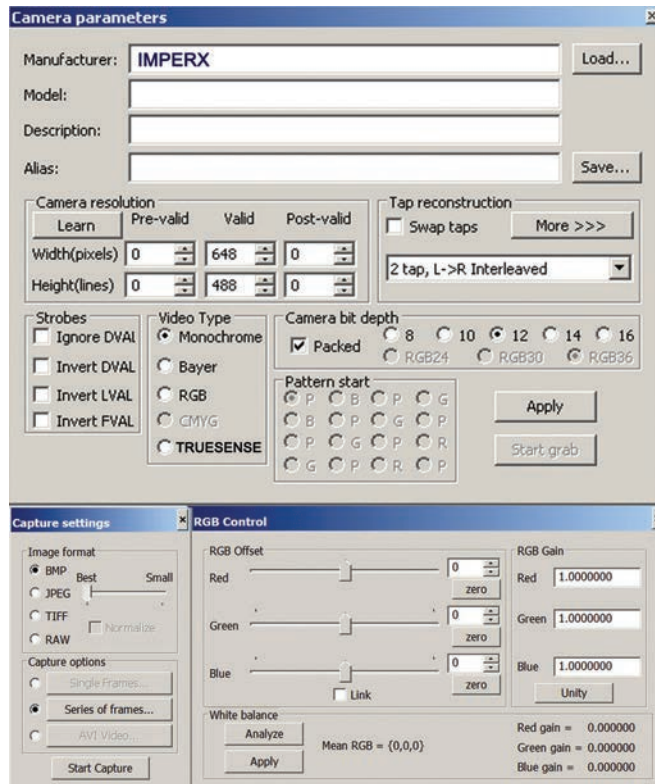 Camera parameters
Manufacturer: IMPERX Load...
Model:
Description:
Alias: Save...
Camera resolution
Learn Pre-valid Valid Post-valid
Width(pixels) 0 648 0
Height(lines) 0 488 0
Tap reconstruction
Swap taps More >>>
2 tap, L->R Interleaved
Strobes
Ignore DVAL
Invert DVAL
Invert LVAL
Invert FVAL
Video Type
Monochrome
Bayer
RGB
CMYG
TRUESENSE
Camera bit depth
Packed 8 10 12 14 16
RGB24 RGB30 RGB36
Pattern start
P B P G
B P G P
P G P R
G P R P
Apply
Start grab
Capture settings
Image format
BMP Best Small
JPEG
TIFF Normalize
RAW
Capture options
Single Frames...
Series of frames...
AVI Video...
Start Capture
RGB Control
RGB Offset
Red 0
zero
Green 0
zero
Blue 0
Link zero
RGB Gain
Red 1.0000000
Green 1.0000000
Blue 1.0000000
Unity
White balance
Analyze
Apply
Mean RGB = {0,0,0}
Red gain = 0.000000
Green gain = 0.000000
Blue gain = 0.000000